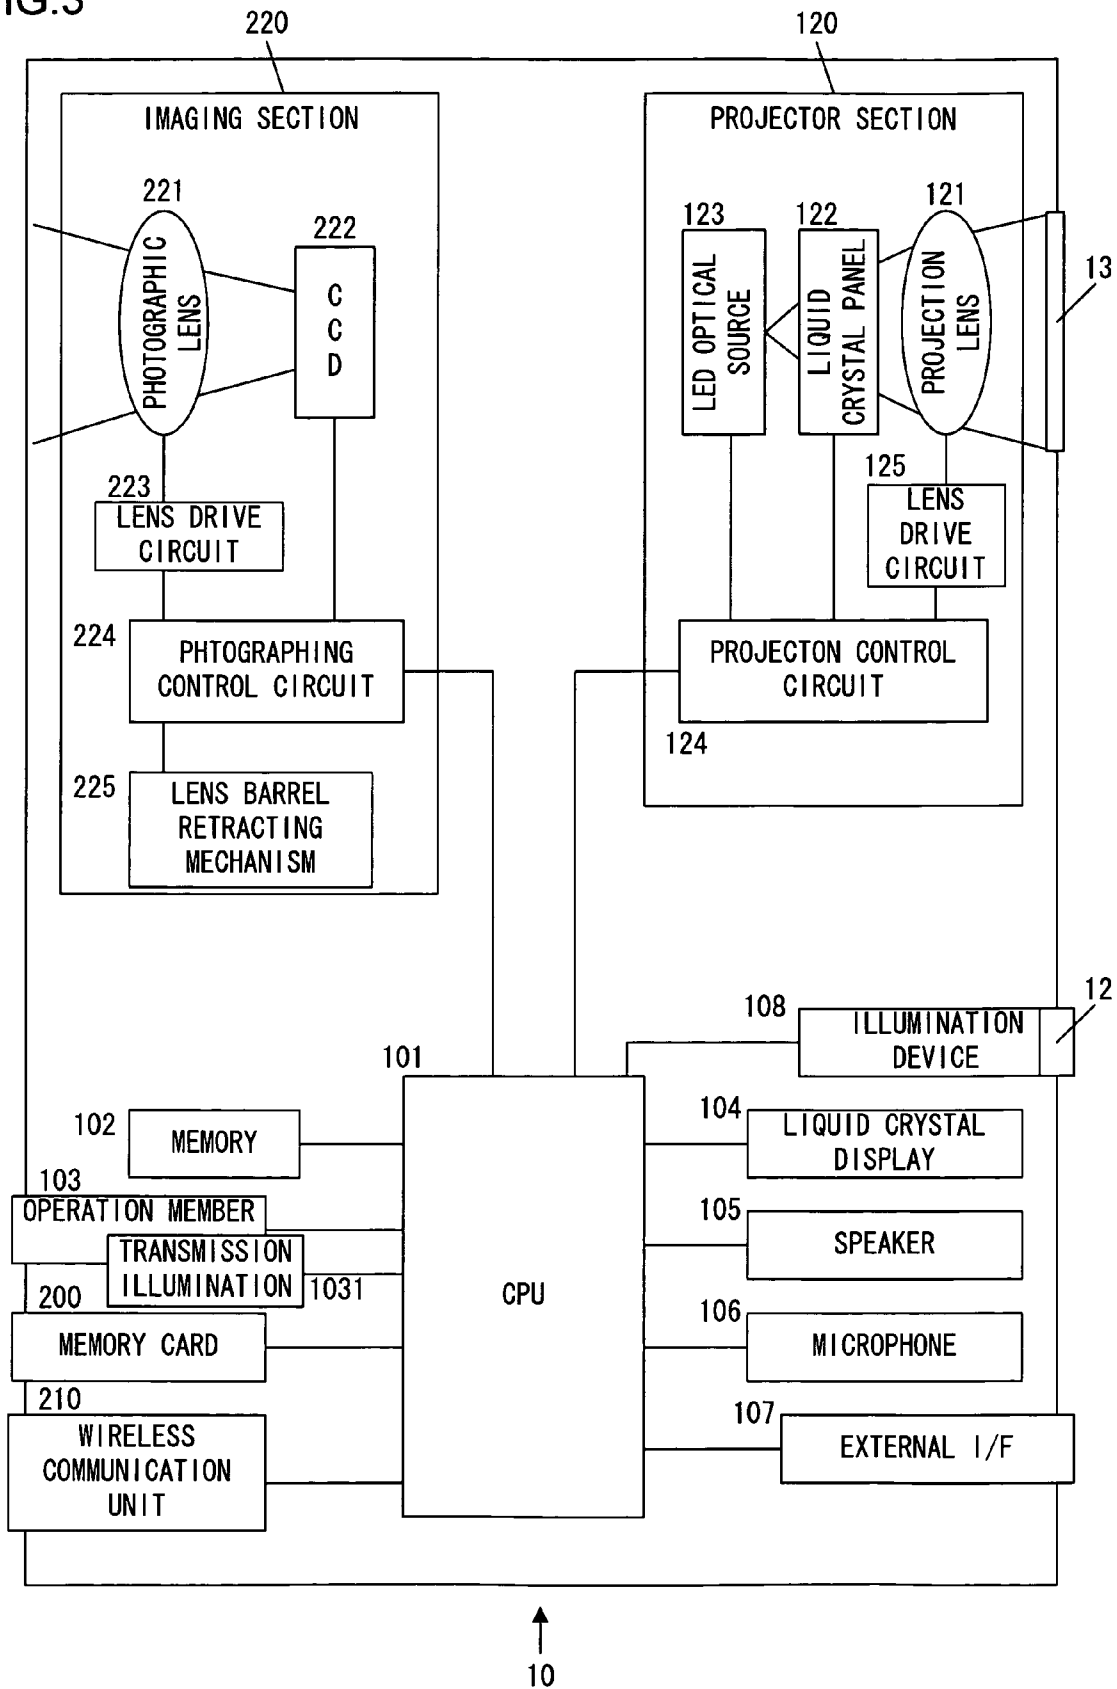 FIG.3
220
120
IMAGING SECTION
PROJECTOR SECTION
221
PHOTOGRAPHIC
LENS
222
CCD
223
LENS DRIVE
CIRCUIT
224
PHTOGRAPHING
CONTROL CIRCUIT
225
LENS BARREL
RETRACTING
MECHANISM
123
LED OPTICAL
SOURCE
122
LIQUID
CRYSTAL PANEL
121
PROJECTION
LENS
13
125
LENS
DRIVE
CIRCUIT
PROJECTON CONTROL
CIRCUIT
124
12
108
ILLUMINATION
DEVICE
101
CPU
102
MEMORY
103
OPERATION MEMBER
TRANSMISSION
ILLUMINATION
1031
200
MEMORY CARD
210
WIRELESS
COMMUNICATION
UNIT
104
LIQUID CRYSTAL
DISPLAY
105
SPEAKER
106
MICROPHONE
107
EXTERNAL I/F
10